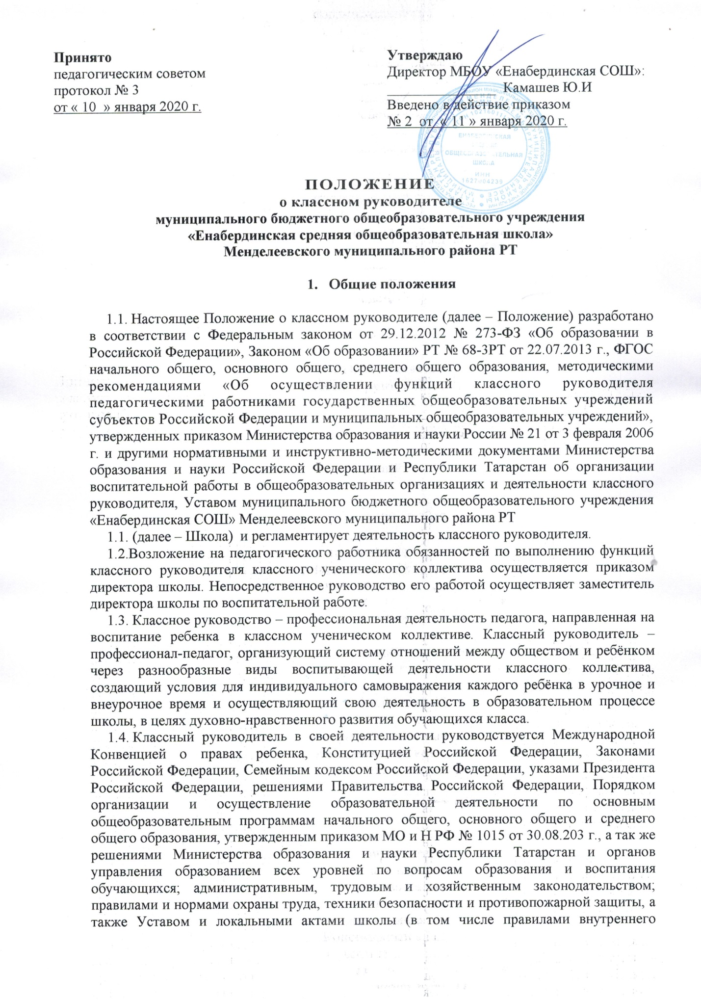 Принято
педагогическим советом
протокол № 3
от « 10 » января 2020 г.
Утверждаю
Директор МБОУ «Енабердинская СОШ»:
________________ Камашев Ю.И
Введено в действие приказом
№ 2 от « 11 » января 2020 г.
ОБЩЕОБРАЗОВАТЕЛЬНАЯ
ШКОЛА
ИНН
1627004239
ПОЛОЖЕНИЕ
о классном руководителе
муниципального бюджетного общеобразовательного учреждения
«Енабердинская средняя общеобразовательная школа»
Менделеевского муниципального района РТ
1. Общие положения
1.1. Настоящее Положение о классном руководителе (далее – Положение) разработано
в соответствии с Федеральным законом от 29.12.2012 № 273-ФЗ «Об образовании в
Российской Федерации», Законом «Об образовании» РТ № 68-ЗРТ от 22.07.2013 г., ФГОС
начального общего, основного общего, среднего общего образования, методическими
рекомендациями «Об осуществлении функций классного руководителя
педагогическими работниками государственных общеобразовательных учреждений
субъектов Российской Федерации и муниципальных общеобразовательных учреждений»,
утвержденных приказом Министерства образования и науки России № 21 от 3 февраля 2006
г. и другими нормативными и инструктивно-методическими документами Министерства
образования и науки Российской Федерации и Республики Татарстан об организации
воспитательной работы в общеобразовательных организациях и деятельности классного
руководителя, Уставом муниципального бюджетного общеобразовательного учреждения
«Енабердинская СОШ» Менделеевского муниципального района РТ
1.1. (далее – Школа) и регламентирует деятельность классного руководителя.
1.2.Возложение на педагогического работника обязанностей по выполнению функций
классного руководителя классного ученического коллектива осуществляется приказом
директора школы. Непосредственное руководство его работой осуществляет заместитель
директора школы по воспитательной работе.
1.3. Классное руководство – профессиональная деятельность педагога, направленная на
воспитание ребенка в классном ученическом коллективе. Классный руководитель –
профессионал-педагог, организующий систему отношений между обществом и ребёнком
через разнообразные виды воспитывающей деятельности классного коллектива,
создающий условия для индивидуального самовыражения каждого ребёнка в урочное и
внеурочное время и осуществляющий свою деятельность в образовательном процессе
школы, в целях духовно-нравственного развития обучающихся класса.
1.4. Классный руководитель в своей деятельности руководствуется Международной
Конвенцией о правах ребенка, Конституцией Российской Федерации, Законами
Российской Федерации, Семейным кодексом Российской Федерации, указами Президента
Российской Федерации, решениями Правительства Российской Федерации, Порядком
организации и осуществление образовательной деятельности по основным
общеобразовательным программам начального общего, основного общего и среднего
общего образования, утвержденным приказом МО и Н РФ № 1015 от 30.08.203 г., а так же
решениями Министерства образования и науки Республики Татарстан и органов
управления образованием всех уровней по вопросам образования и воспитания
обучающихся; административным, трудовым и хозяйственным законодательством;
правилами и нормами охраны труда, техники безопасности и противопожарной защиты, а
также Уставом и локальными актами школы (в том числе правилами внутреннего